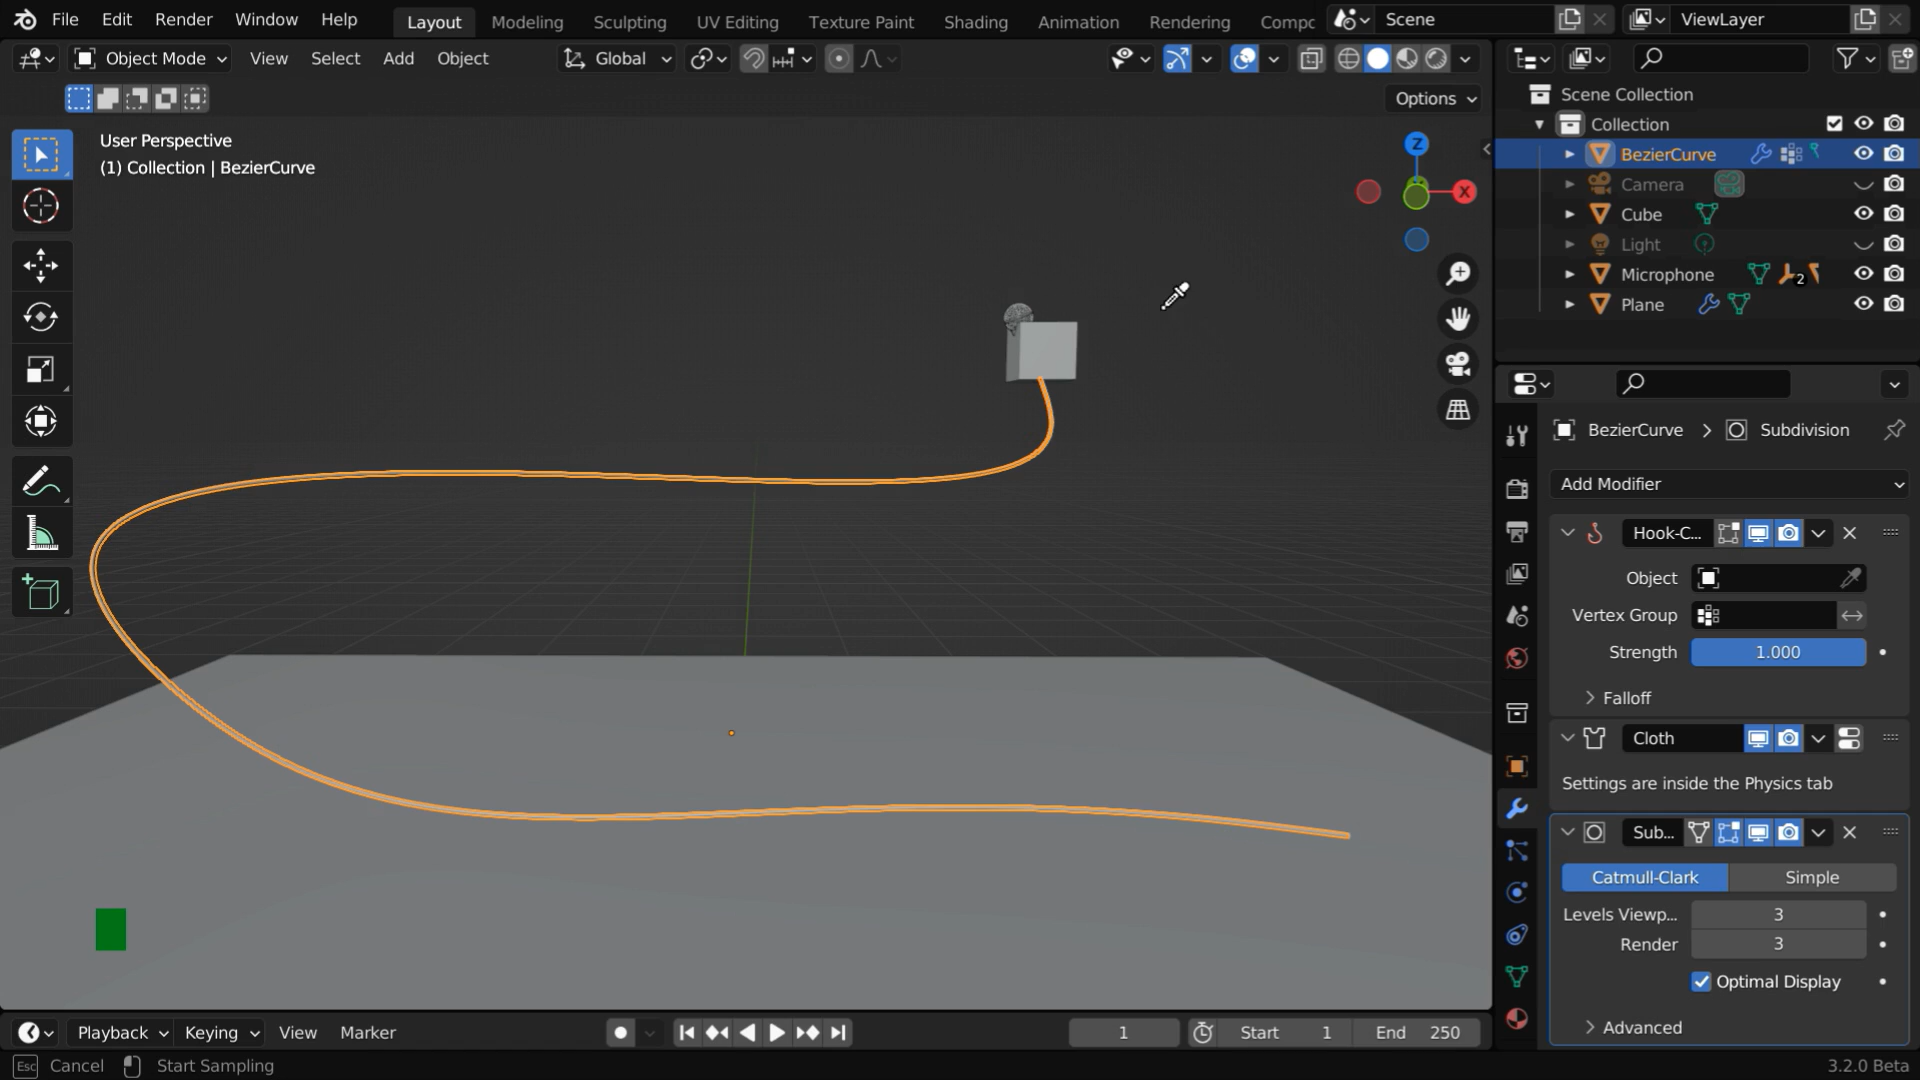 File Edit Render Window Help Layout Modeling Sculpting UV Editing Texture Paint Shading Animation Rendering Compc Scene ViewLayer
Object Mode View Select Add Object Global
Options
User Perspective
(1) Collection | BezierCurve
Z
X
Scene Collection
Collection
BezierCurve
Camera
Cube
Light
Microphone 2
Plane
BezierCurve > Subdivision
Add Modifier
Hook-C...
Object
Vertex Group
Strength 1.000
Falloff
Cloth
Settings are inside the Physics tab
Sub...
Catmull-Clark Simple
Levels Viewp... 3
Render 3
Optimal Display
Advanced
Playback Keying View Marker 1 Start 1 End 250
Esc Cancel Start Sampling 3.2.0 Beta